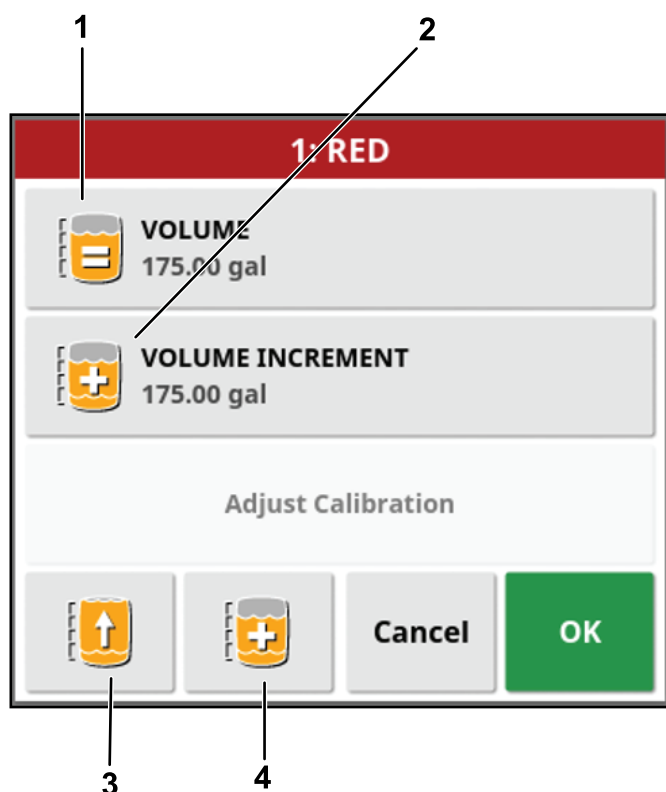 1
2
1: RED
VOLUME
175.00 gal
VOLUME INCREMENT
175.00 gal
Adjust Calibration
Cancel
OK
3
4